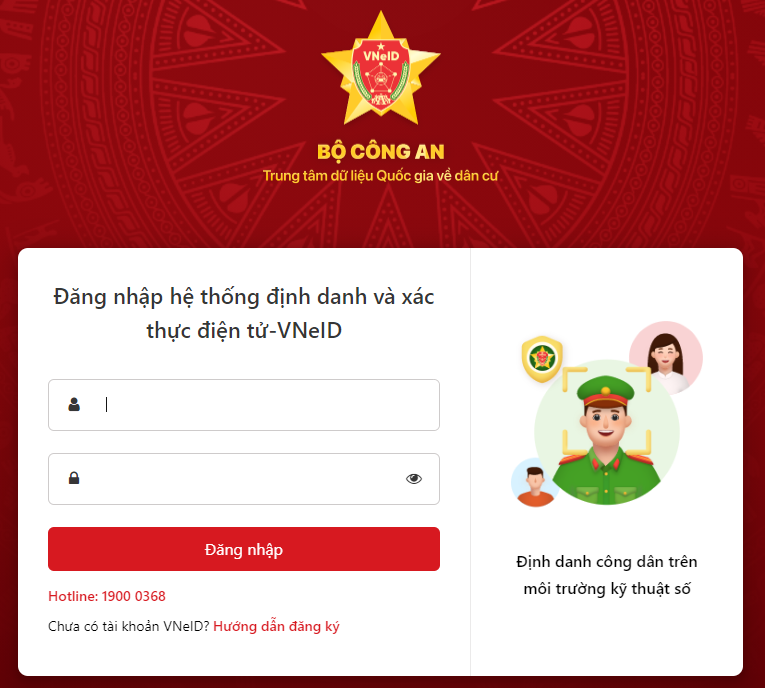 VNeID
BỘ CÔNG AN
Trung tâm dữ liệu Quốc gia về dân cư
Đăng nhập hệ thống định danh và xác
thực điện tử-VNeID
Đăng nhập
Hotline: 1900 0368
Chưa có tài khoản VNeID? Hướng dẫn đăng ký
Định danh công dân trên
môi trường kỹ thuật số